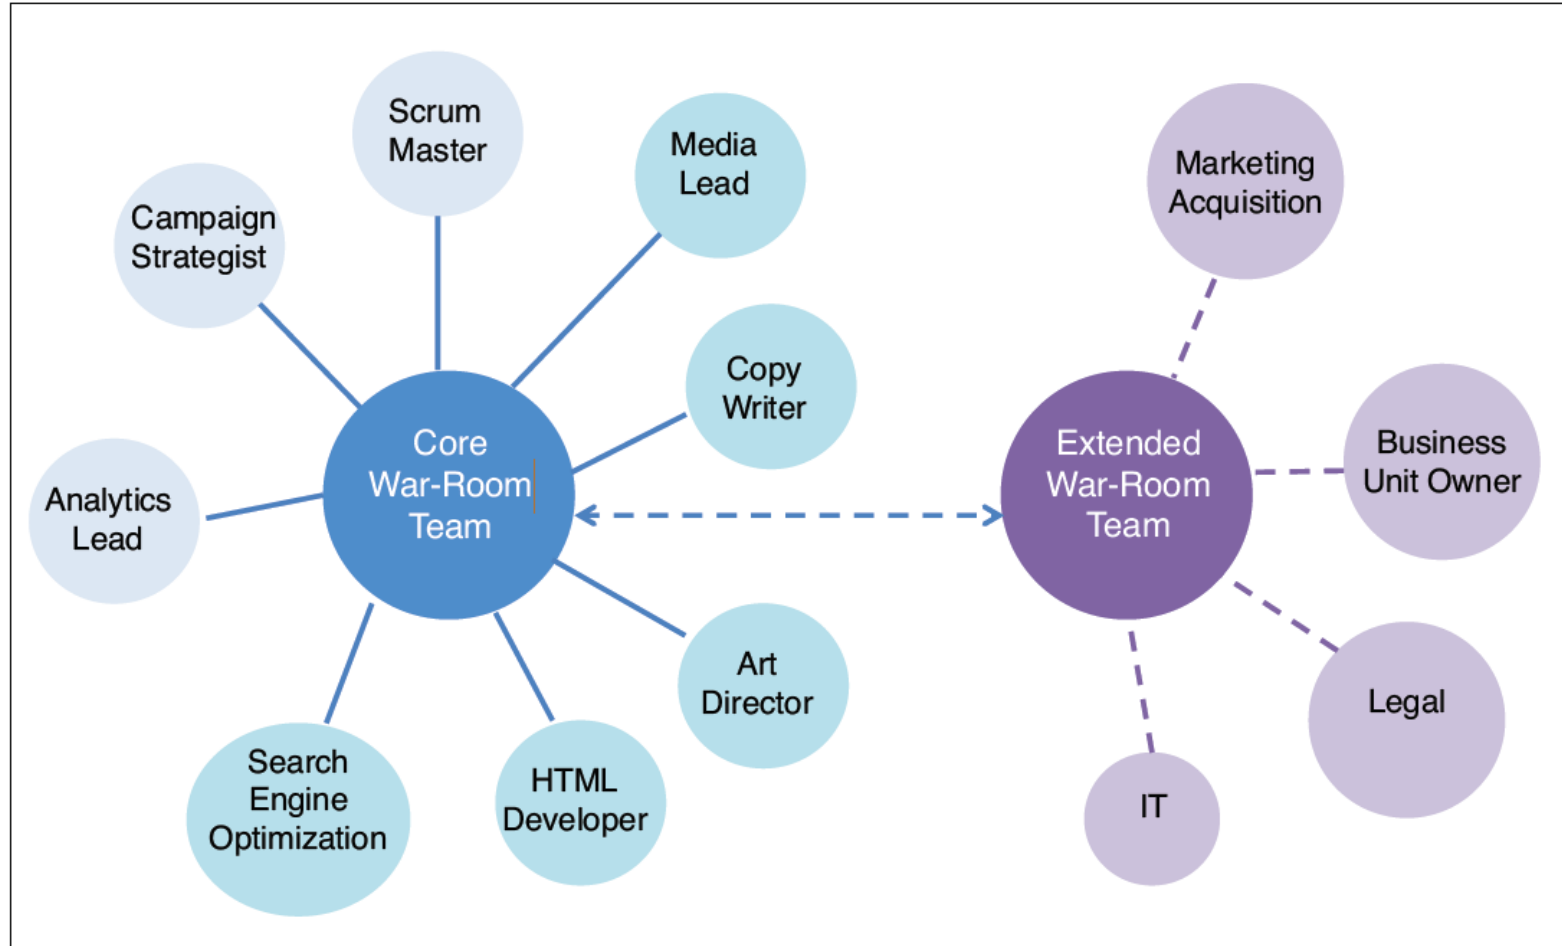 Scrum
Master
Media
Lead
Campaign
Strategist
Copy
Writer
Analytics
Lead
Core
War-Room
Team
Art
Director
Search
Engine
Optimization
HTML
Developer
Marketing
Acquisition
Extended
War-Room
Team
Business
Unit Owner
Legal
IT